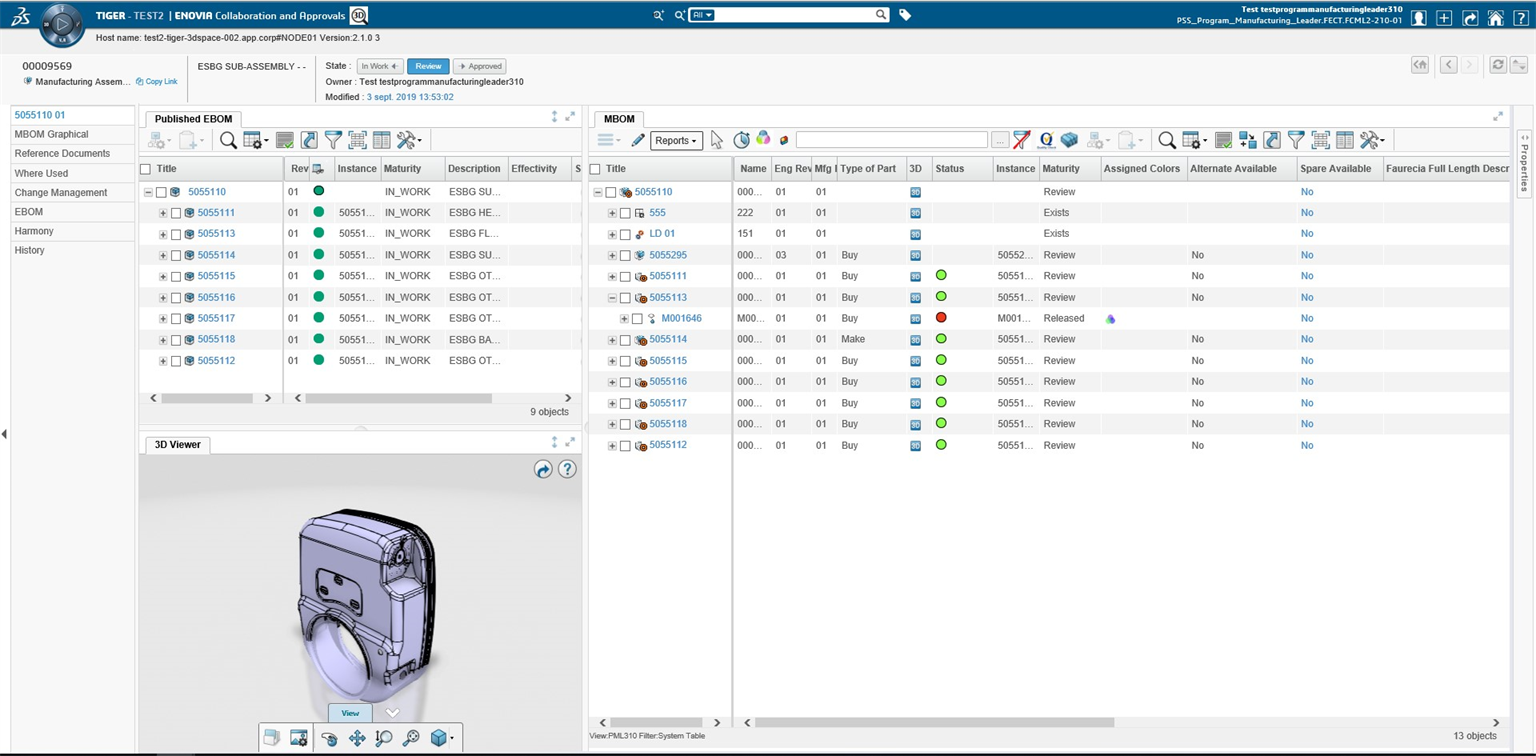 TIGER - TEST2 | ENOVIA Collaboration and Approvals 3D
All
Test testprogrammanufacturingleader310
PSS_Program_Manufacturing_Leader.FECT.FCML2-210-01
Host name: test2-tiger-3dspace-002.app.corp#NODE01 Version:2.1.0 3
00009569
Manufacturing Assem... Copy Link
ESBG SUB-ASSEMBLY - -
State : In Work Review Approved
Owner : Test testprogrammanufacturingleader310
Modified : 3 sept. 2019 13:53:02
5055110 01
MBOM Graphical
Reference Documents
Where Used
Change Management
EBOM
Harmony
History
Published EBOM
Title Rev Instance Maturity Description Effectivity S
5055110 01 IN_WORK ESBG SU...
5055111 01 50551... IN_WORK ESBG HE...
5055113 01 50551... IN_WORK ESBG FL...
5055114 01 50551... IN_WORK ESBG SU...
5055115 01 50551... IN_WORK ESBG OT...
5055116 01 50551... IN_WORK ESBG OT...
5055117 01 50551... IN_WORK ESBG OT...
5055118 01 50551... IN_WORK ESBG BA...
5055112 01 50551... IN_WORK ESBG OT...
9 objects
3D Viewer
View
MBOM
Reports ...
Title Name Eng Rev Mfg Type of Part 3D Status Instance Maturity Assigned Colors Alternate Available Spare Available Faurecia Full Length Descr
5055110 000... 01 01 3D Review No
555 222 01 01 3D Exists No
LD 01 151 01 01 3D Exists No
5055295 000... 03 01 Buy 3D 50552... Review No No
5055111 000... 01 01 Buy 3D 50551... Review No No
5055113 000... 01 01 Buy 3D 50551... Review No No
M001646 M00... 01 01 Buy 3D M001... Released No
5055114 000... 01 01 Make 3D 50551... Review No No
5055115 000... 01 01 Buy 3D 50551... Review No No
5055116 000... 01 01 Buy 3D 50551... Review No No
5055117 000... 01 01 Buy 3D 50551... Review No No
5055118 000... 01 01 Buy 3D 50551... Review No No
5055112 000... 01 01 Buy 3D 50551... Review No No
View:PML310 Filter:System Table
13 objects
Properties